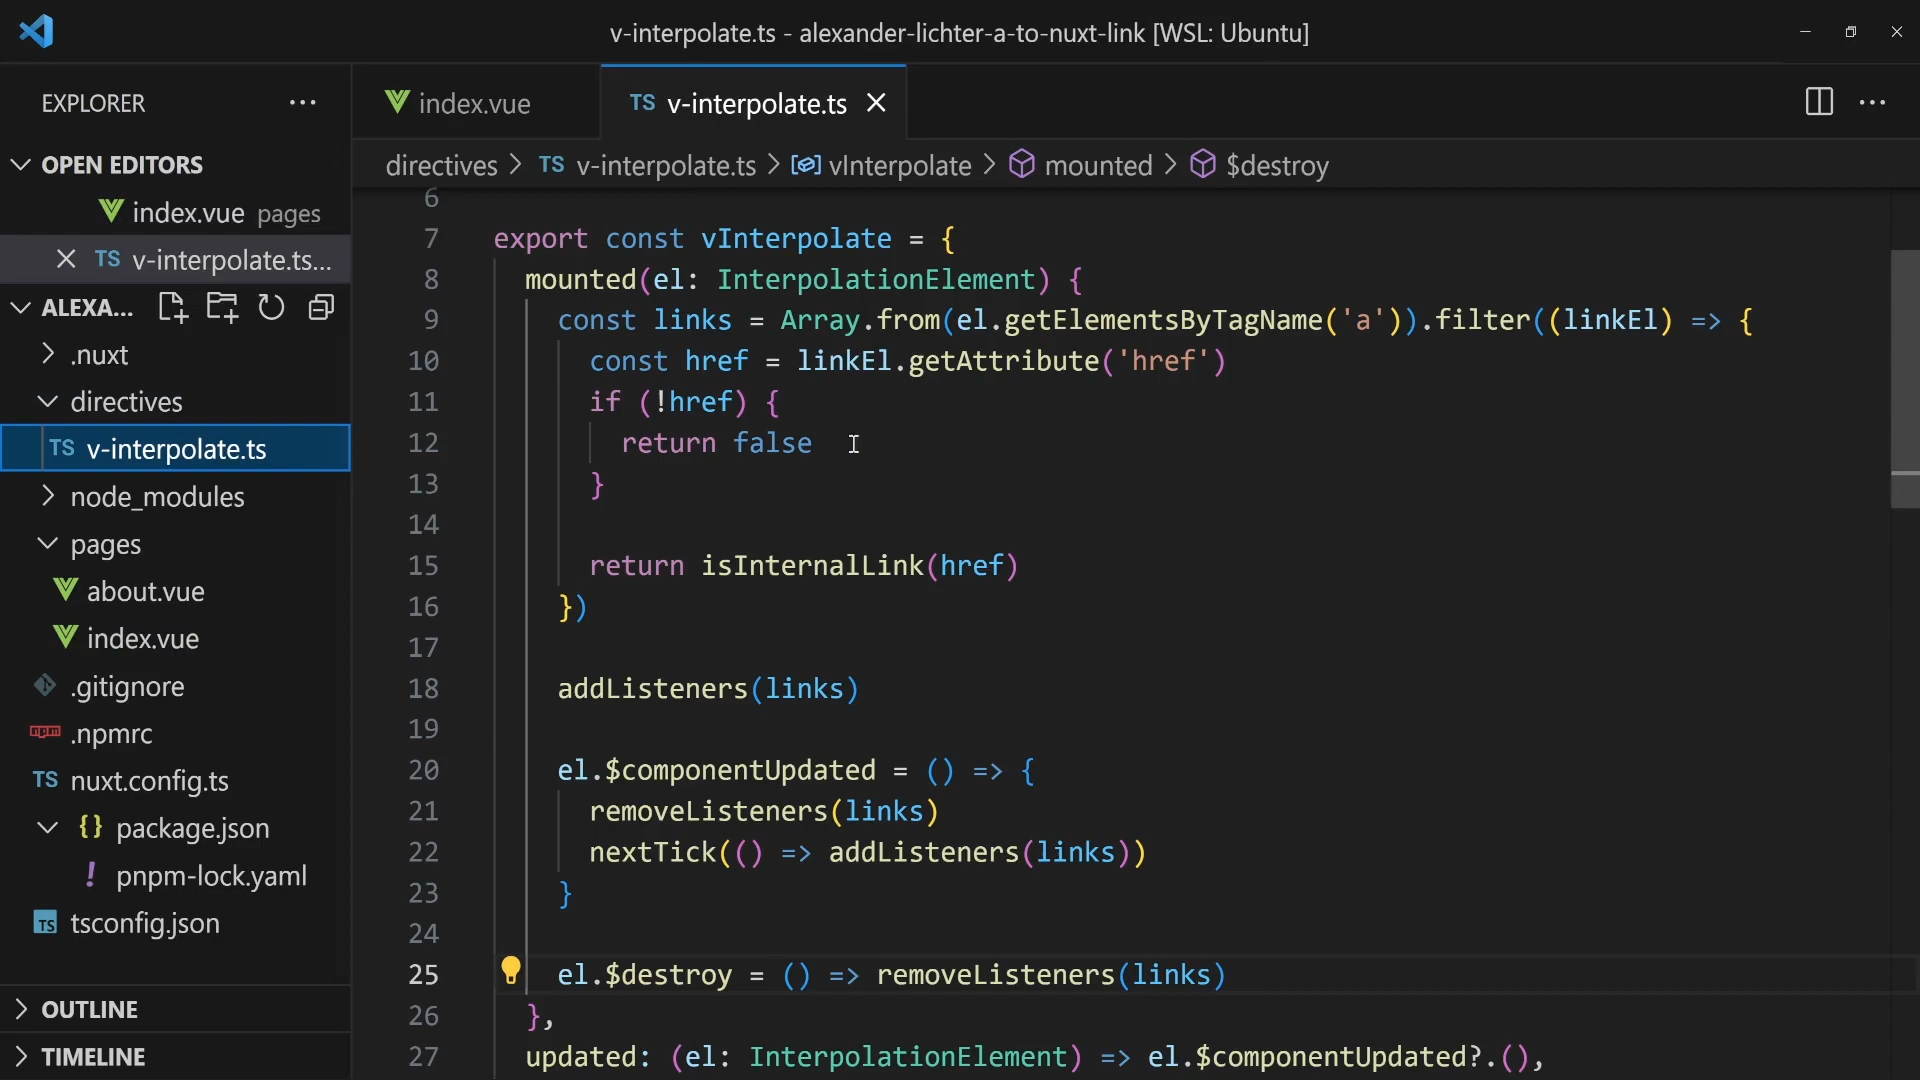 v-interpolate.ts - alexander-lichter-a-to-nuxt-link [WSL: Ubuntu]
EXPLORER
OPEN EDITORS
index.vue pages
TS v-interpolate.ts...
ALEXA...
.nuxt
directives
TS v-interpolate.ts
node_modules
pages
about.vue
index.vue
.gitignore
npm .npmrc
TS nuxt.config.ts
{} package.json
! pnpm-lock.yaml
TS tsconfig.json
OUTLINE
TIMELINE
index.vue
TS v-interpolate.ts
directives > TS v-interpolate.ts > vInterpolate > mounted > $destroy
6
7 export const vInterpolate = {
8 mounted(el: InterpolationElement) {
9 const links = Array.from(el.getElementsByTagName('a')).filter((linkEl) => {
10 const href = linkEl.getAttribute('href')
11 if (!href) {
12 return false
13 }
14
15 return isInternalLink(href)
16 })
17
18 addListeners(links)
19
20 el.$componentUpdated = () => {
21 removeListeners(links)
22 nextTick(() => addListeners(links))
23 }
24
25 el.$destroy = () => removeListeners(links)
26 },
27 updated: (el: InterpolationElement) => el.$componentUpdated?.(),